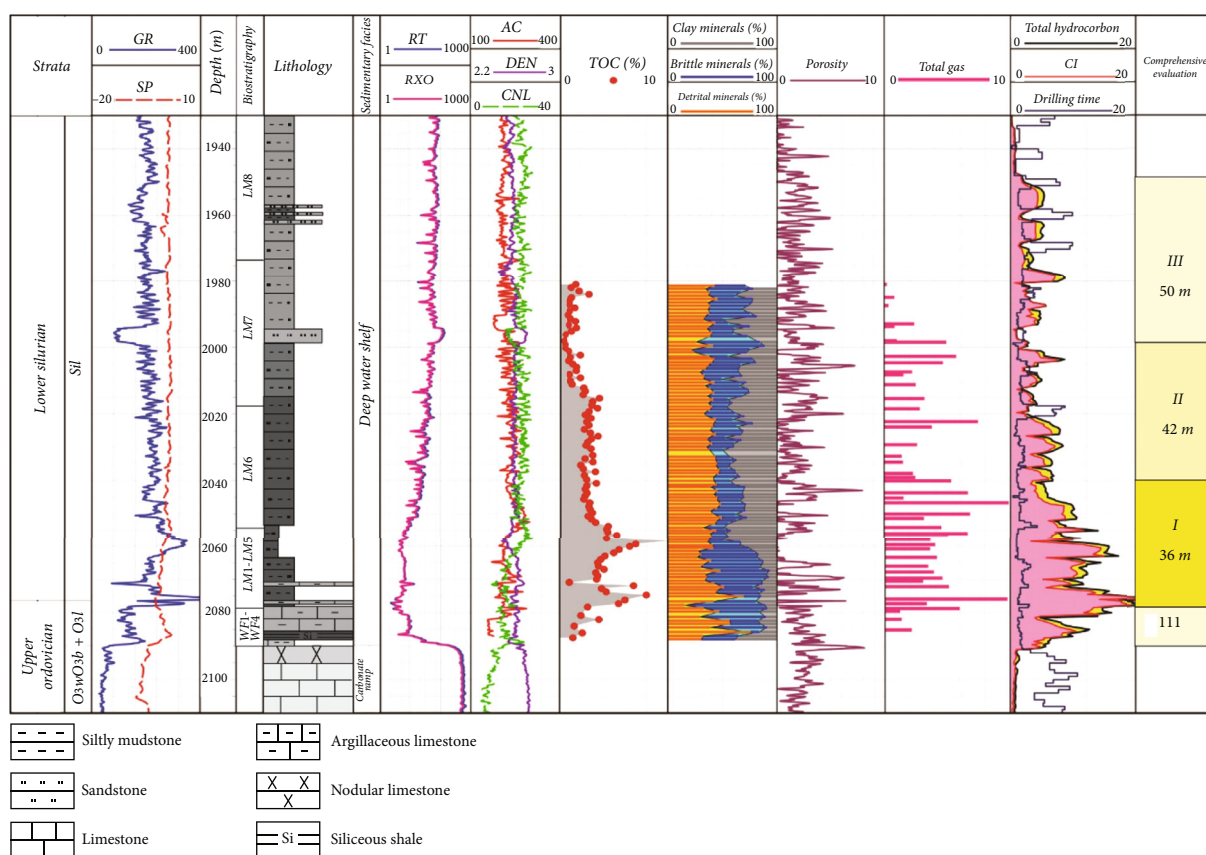 Strata
GR
0 400
SP
−20 10
Depth (m)
Biostratigraphy
Lithology
Sedimentary facies
RT
1 1000
RXO
1 1000
AC
100 400
DEN
2.2 3
CNL
0 40
TOC (%)
0 10
Clay minerals (%)
0 100
Brittle minerals (%)
0 100
Detrital minerals (%)
0 100
Porosity
0 10
Total gas
0 10
Total hydrocorbon
0 20
CI
0 20
Drilling time
0 20
Comprehensive
evaluation
Lower silurian
Sil
Upper
ordovician
O3wO3b + O3l
1940
1960
1980
2000
2020
2040
2060
2080
2100
LM8
LM7
LM6
LM1-LM5
WF1-
WF4
Si
Deep water shelf
Carbonate
ramp
III
50 m
II
42 m
I
36 m
111
Siltly mudstone
Sandstone
Limestone
Argillaceous limestone
Nodular limestone
Si Siliceous shale